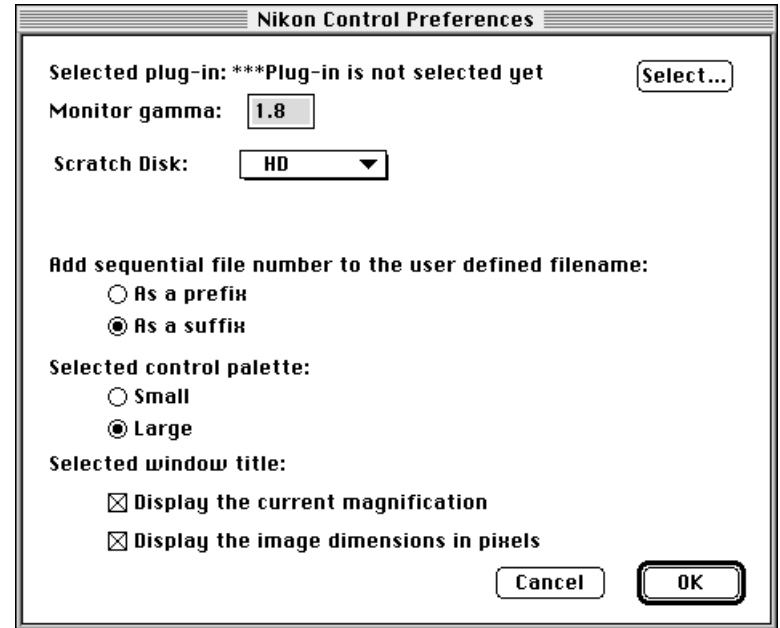 Nikon Control Preferences
Selected plug-in: ***Plug-in is not selected yet
Select...
Monitor gamma: 1.8
Scratch Disk: HD
Add sequential file number to the user defined filename:
As a prefix
As a suffix
Selected control palette:
Small
Large
Selected window title:
Display the current magnification
Display the image dimensions in pixels
Cancel OK